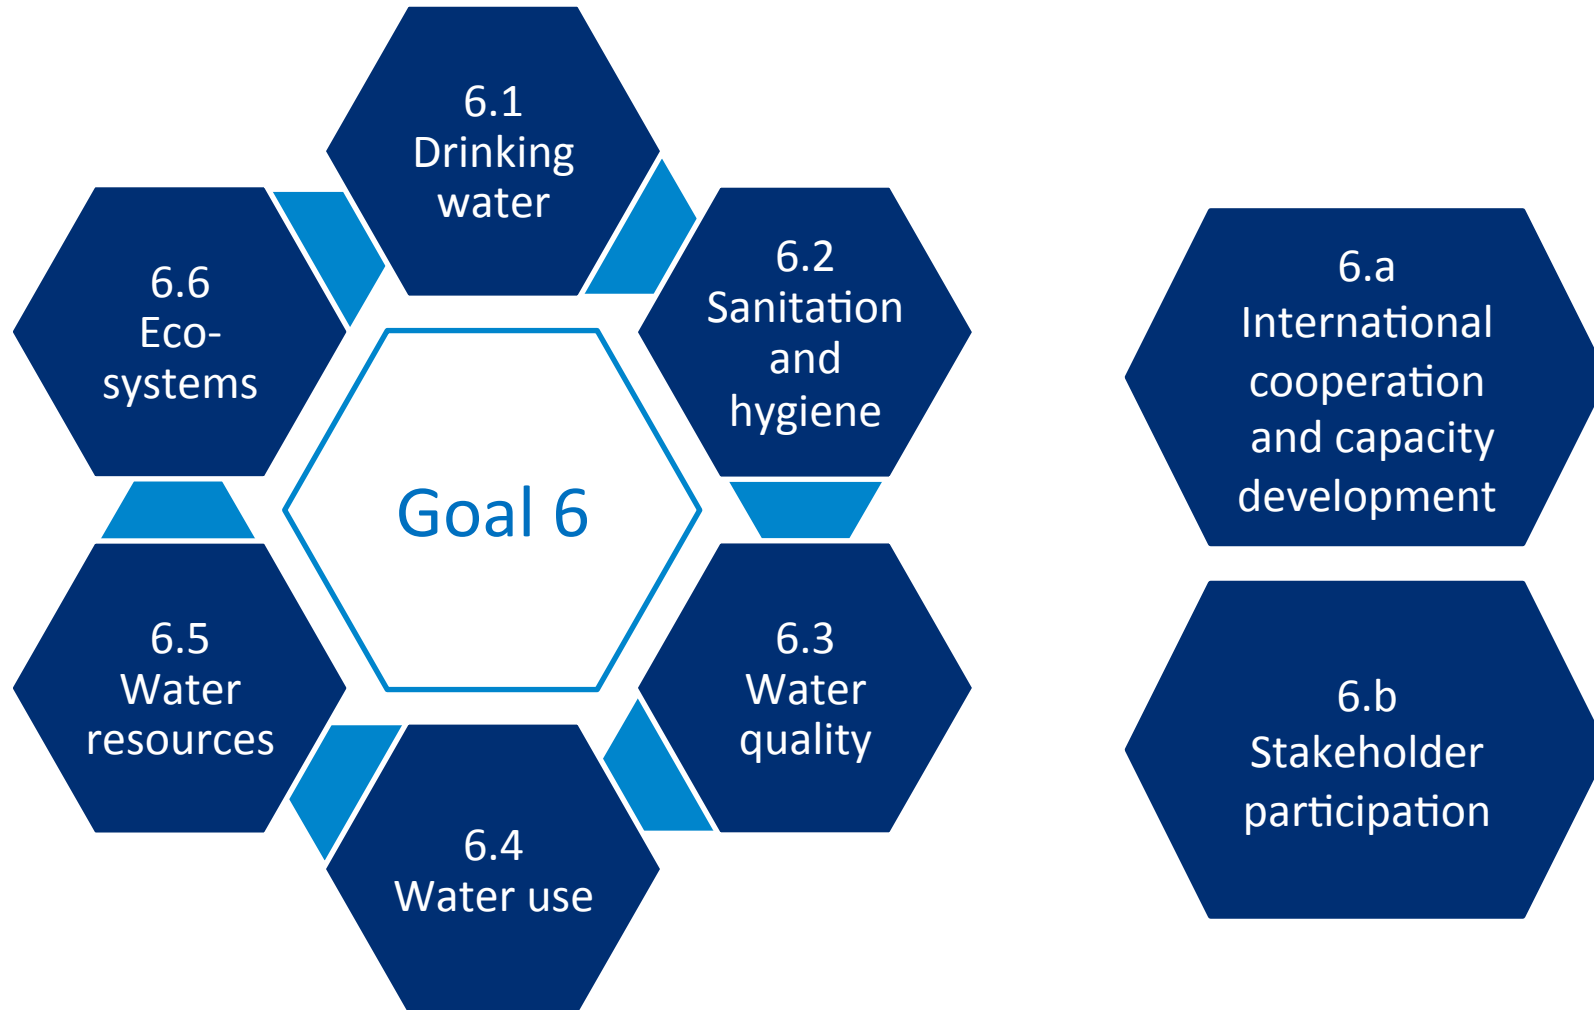 6.1
Drinking
water
6.2
Sanitation
and
hygiene
6.3
Water
quality
6.4
Water use
6.5
Water
resources
6.6
Eco-
systems
Goal 6
6.a
International
cooperation
and capacity
development
6.b
Stakeholder
participation